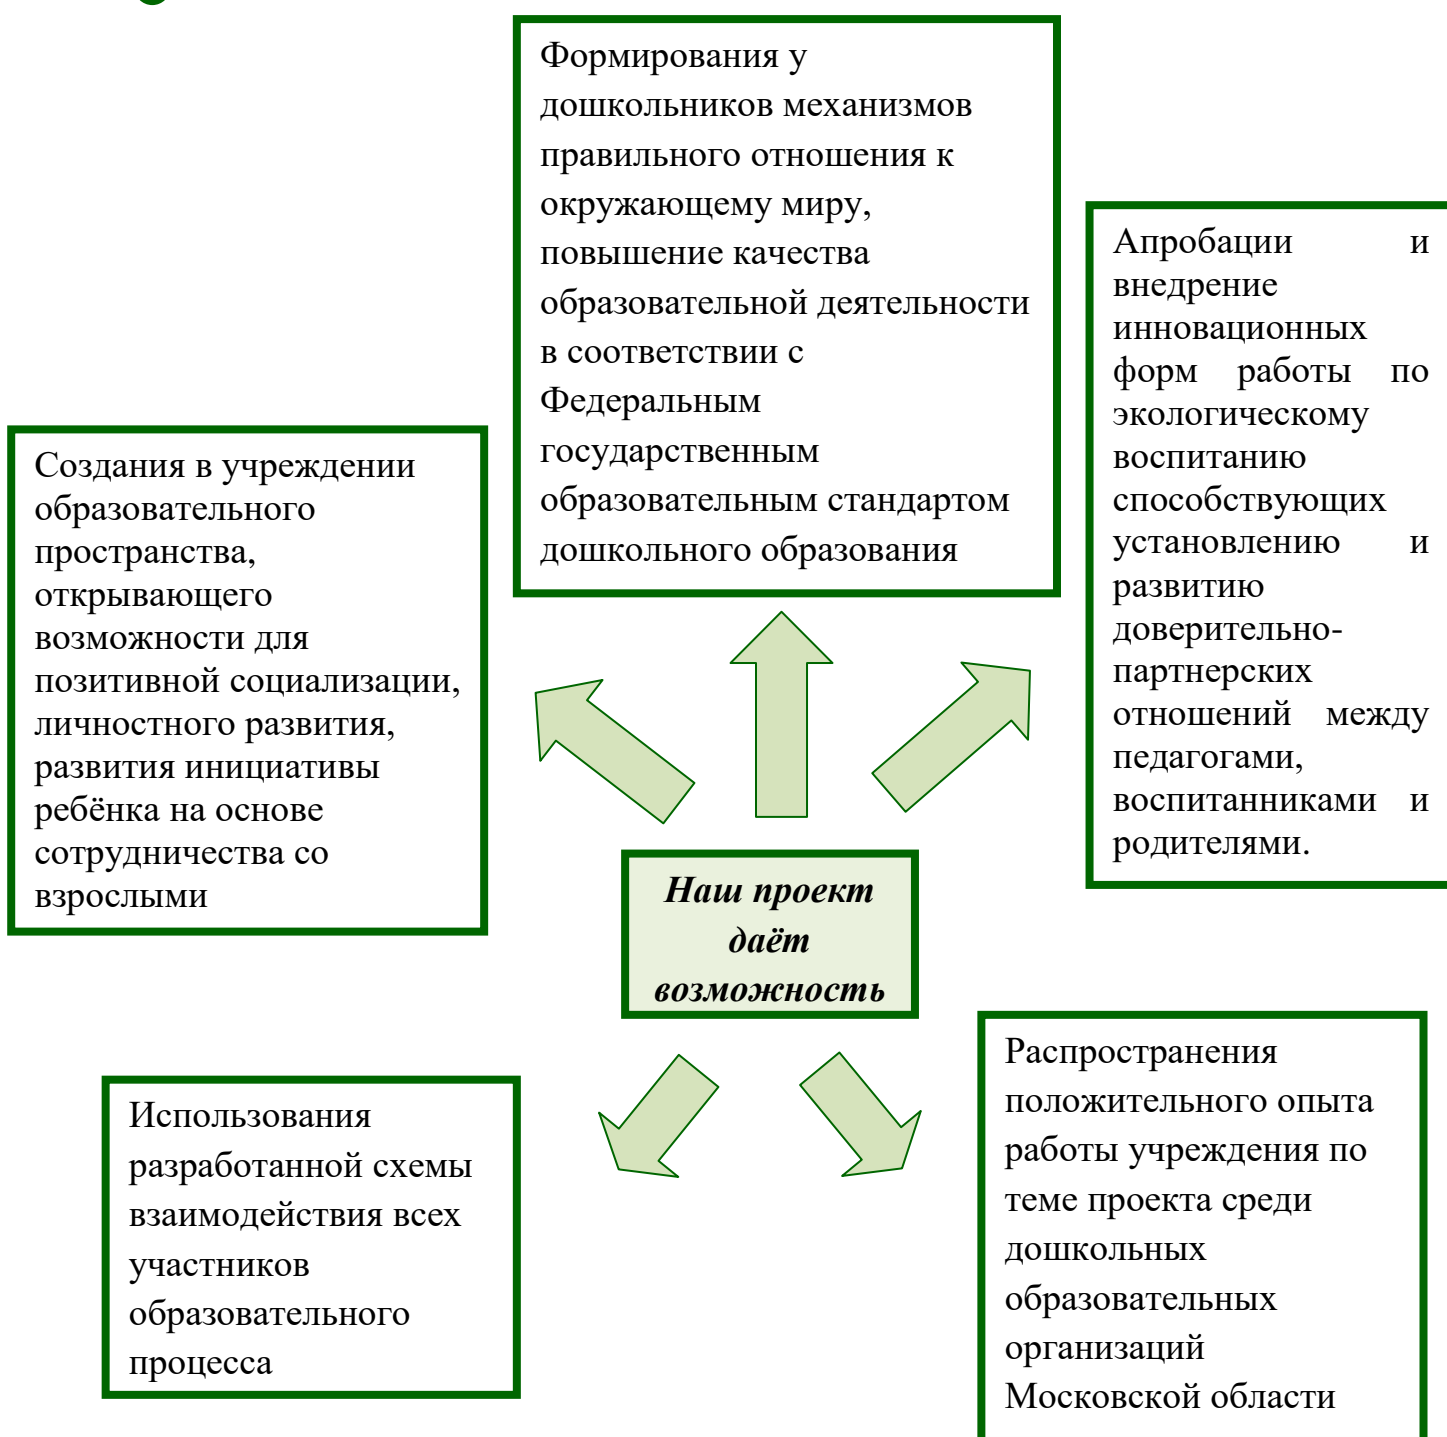 Формирования у
дошкольников механизмов
правильного отношения к
окружающему миру,
повышение качества
образовательной деятельности
в соответствии с
Федеральным
государственным
образовательным стандартом
дошкольного образования
Апробации и
внедрение
инновационных
форм работы по
экологическому
воспитанию
способствующих
установлению и
развитию
доверительно-
партнерских
отношений между
педагогами,
воспитанниками и
родителями.
Создания в учреждении
образовательного
пространства,
открывающего
возможности для
позитивной социализации,
личностного развития,
развития инициативы
ребёнка на основе
сотрудничества со
взрослыми
Наш проект
даёт
возможность
Использования
разработанной схемы
взаимодействия всех
участников
образовательного
процесса
Распространения
положительного опыта
работы учреждения по
теме проекта среди
дошкольных
образовательных
организаций
Московской области